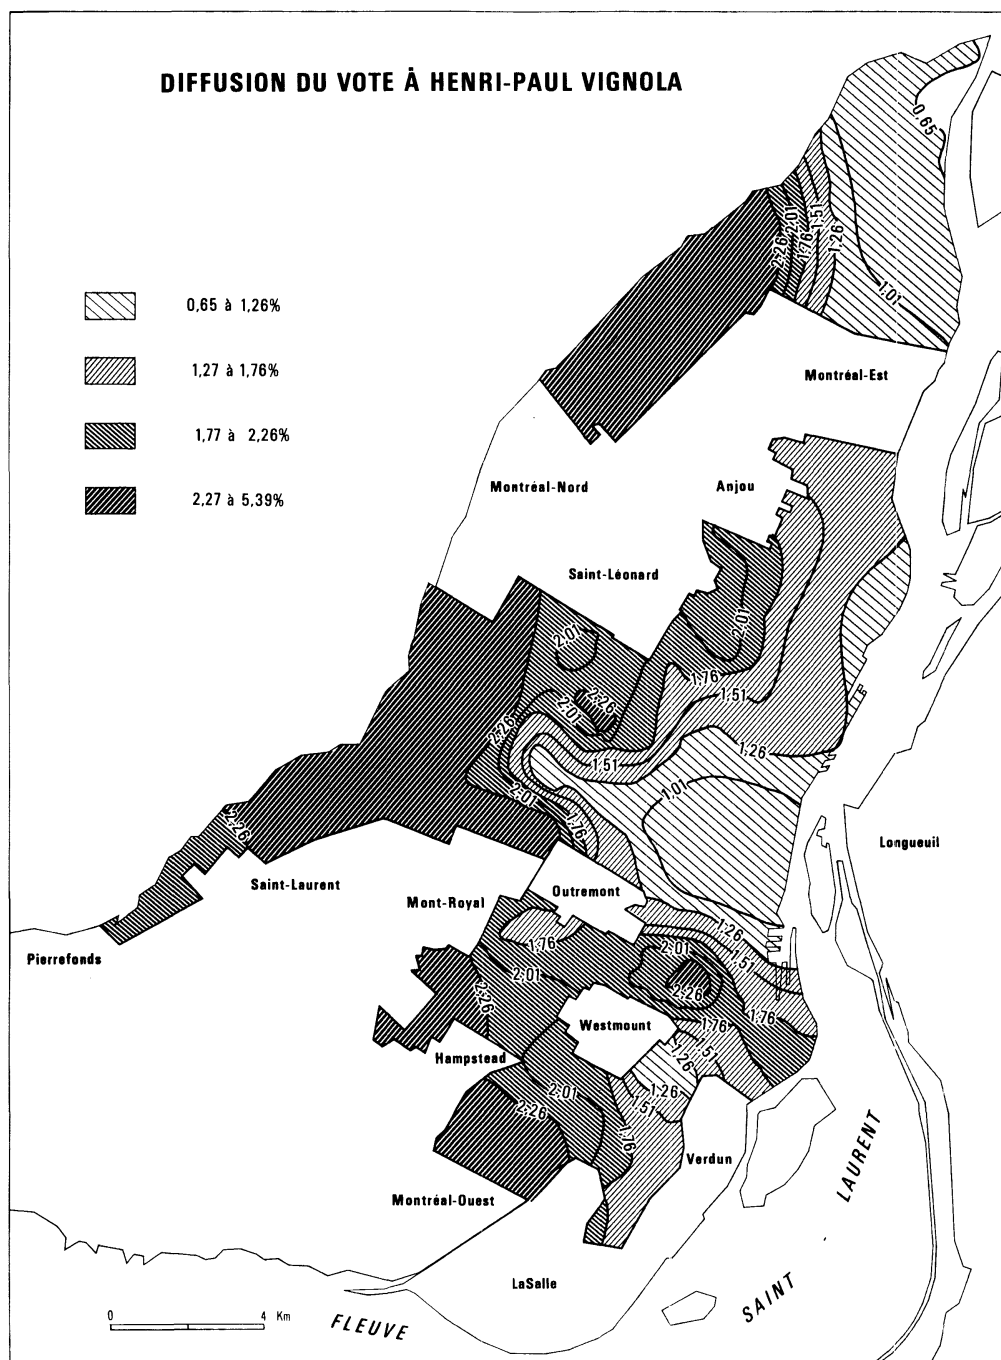 DIFFUSION DU VOTE À HENRI-PAUL VIGNOLA
0,65
2,26
2,01
1,76
1,51
1,26
1,01
0,65 à 1,26%
1,27 à 1,76%
1,77 à 2,26%
2,27 à 5,39%
Montréal-Est
Montréal-Nord
Anjou
Saint-Léonard
2,01
2,01
1,76
2,26
2,01
1,51
2,26
1,26
1,51
1,01
2,01
1,76
2,26
Longueuil
Saint-Laurent
Outremont
Mont-Royal
1,26
1,76
2,01
1,51
Pierrefonds
2,01
2,26
2,26
Westmount
1,76
1,76
1,51
1,26
Hampstead
2,01
1,26
2,26
1,51
1,76
Verdun
Montréal-Ouest
LaSalle
0 4 Km
FLEUVE SAINT LAURENT